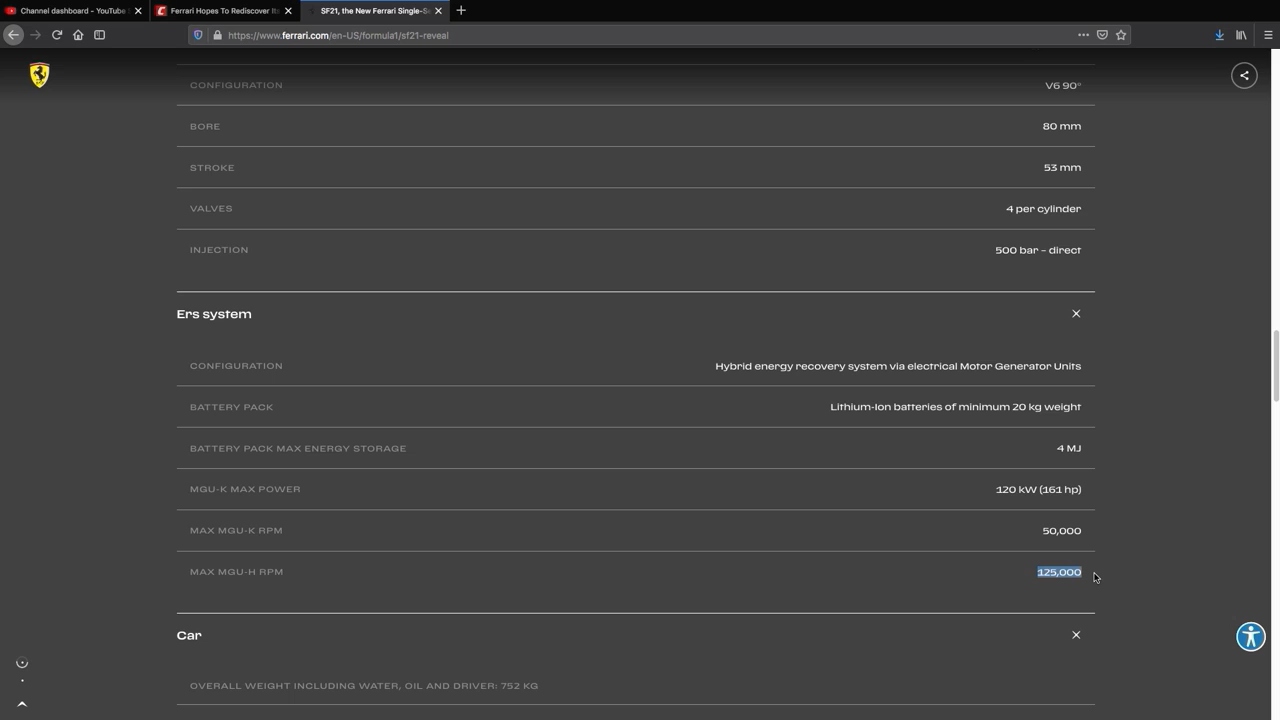 Channel dashboard - YouTube
Ferrari Hopes To Rediscover It
SF21, the New Ferrari Single-S
https://www.ferrari.com/en-US/formula1/sf21-reveal
CONFIGURATION V6 90°
BORE 80 mm
STROKE 53 mm
VALVES 4 per cylinder
INJECTION 500 bar – direct
Ers system
CONFIGURATION Hybrid energy recovery system via electrical Motor Generator Units
BATTERY PACK Lithium-Ion batteries of minimum 20 kg weight
BATTERY PACK MAX ENERGY STORAGE 4 MJ
MGU-K MAX POWER 120 kW (161 hp)
MAX MGU-K RPM 50,000
MAX MGU-H RPM 125,000
Car
OVERALL WEIGHT INCLUDING WATER, OIL AND DRIVER: 752 KG